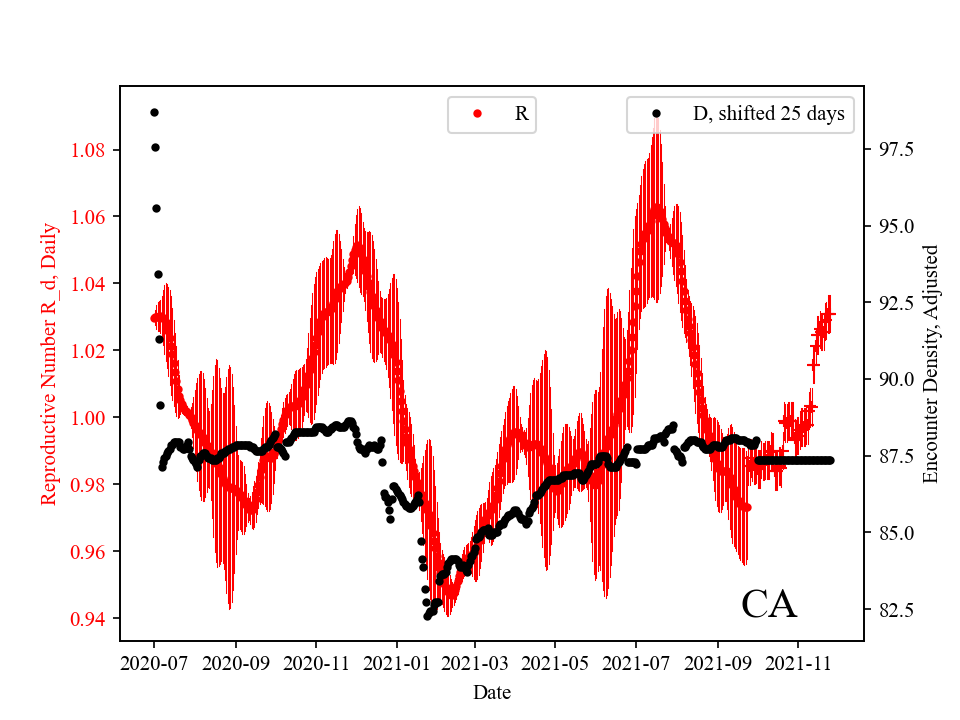 R
D, shifted 25 days
1.08
1.06
1.04
1.02
1.00
0.98
0.96
0.94
Reproductive Number R_d, Daily
97.5
95.0
92.5
90.0
87.5
85.0
82.5
Encounter Density, Adjusted
CA
2020-07 2020-09 2020-11 2021-01 2021-03 2021-05 2021-07 2021-09 2021-11
Date